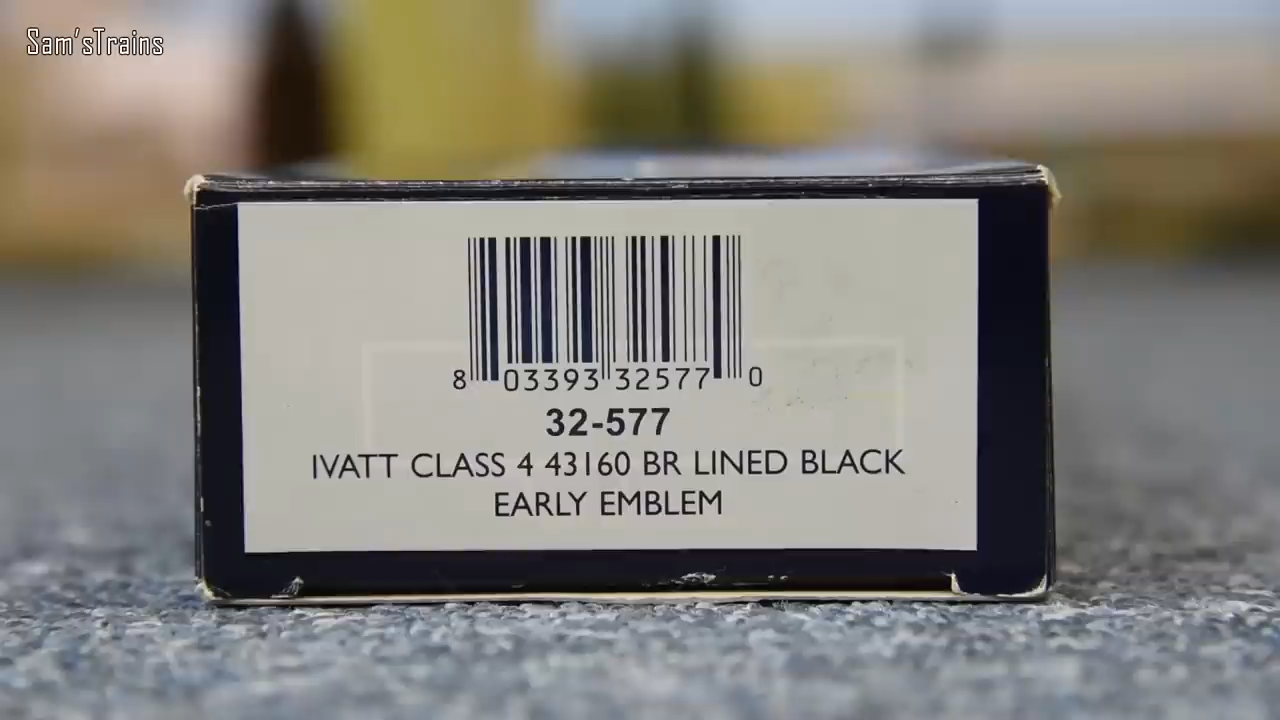 Sam'sTrains
8 03393 32577 0
32-577
IVATT CLASS 4 43160 BR LINED BLACK
EARLY EMBLEM